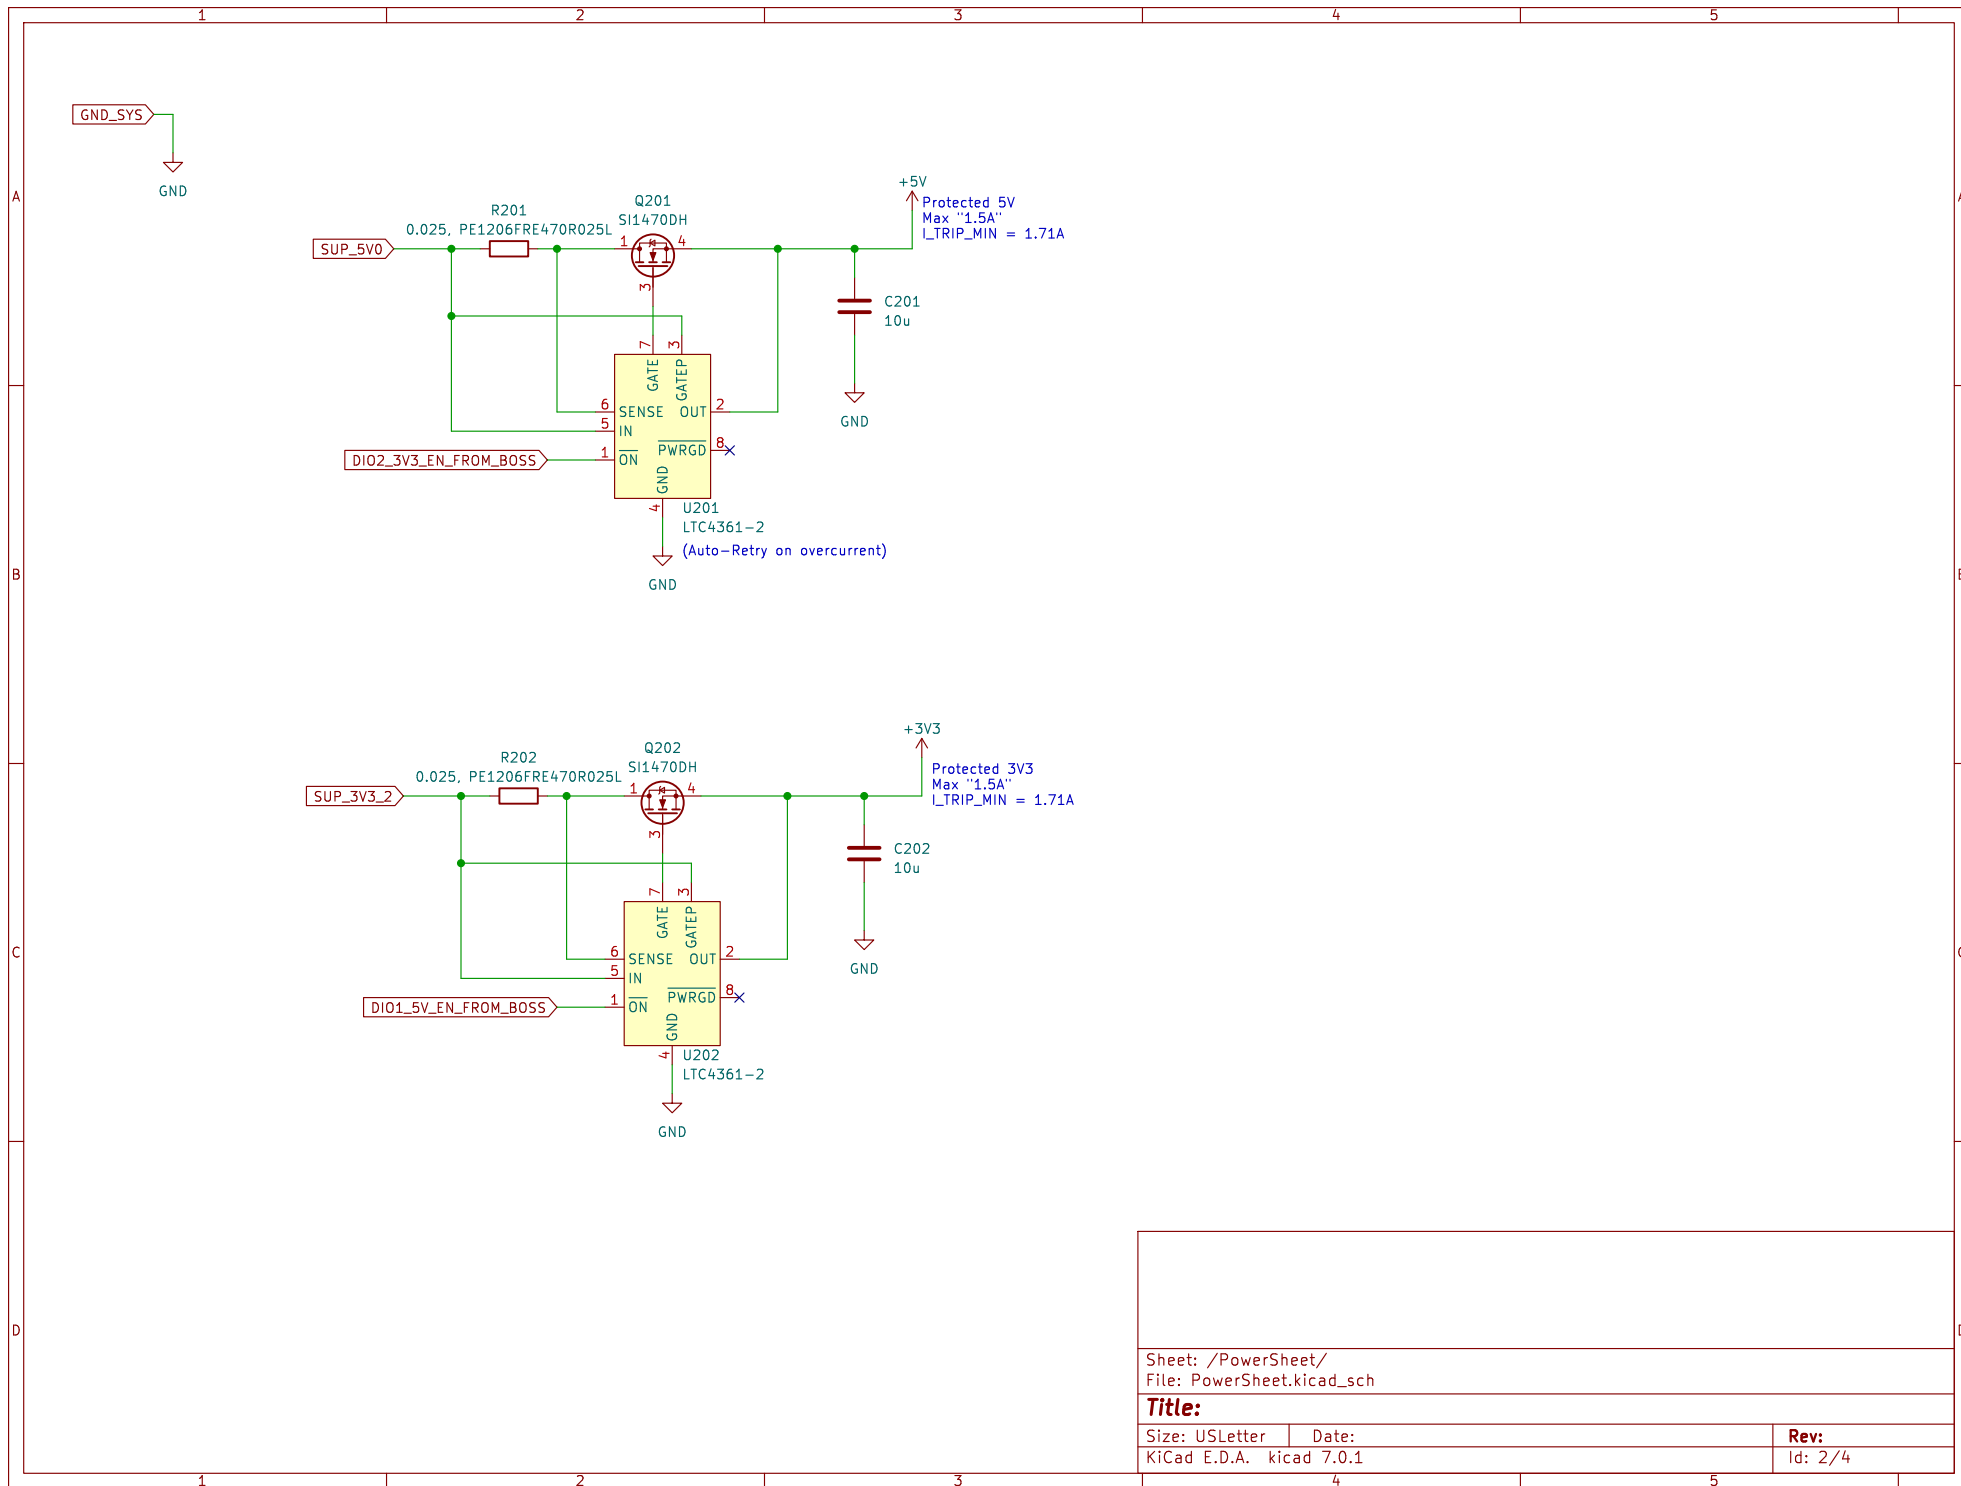 1 2 3 4 5
GND_SYS
GND
A
SUP_5V0
R201
0.025, PE1206FRE470R025L
Q201
SI1470DH
1 4
3
+5V
Protected 5V
Max "1.5A"
I_TRIP_MIN = 1.71A
C201
10u
GND
7 3
GATE GATEP
6 SENSE OUT 2
5 IN
PWRGD 8
DIO2_3V3_EN_FROM_BOSS
1 ON
GND
4
U201
LTC4361-2
(Auto-Retry on overcurrent)
GND
B
SUP_3V3_2
R202
0.025, PE1206FRE470R025L
Q202
SI1470DH
1 4
3
+3V3
Protected 3V3
Max "1.5A"
I_TRIP_MIN = 1.71A
C202
10u
GND
7 3
GATE GATEP
C
6 SENSE OUT 2
5 IN
PWRGD 8
DIO1_5V_EN_FROM_BOSS
1 ON
GND
4
U202
LTC4361-2
GND
D
Sheet: /PowerSheet/
File: PowerSheet.kicad_sch
Title:
Size: USLetter Date:
Rev:
KiCad E.D.A. kicad 7.0.1
Id: 2/4
1 2 3 4 5